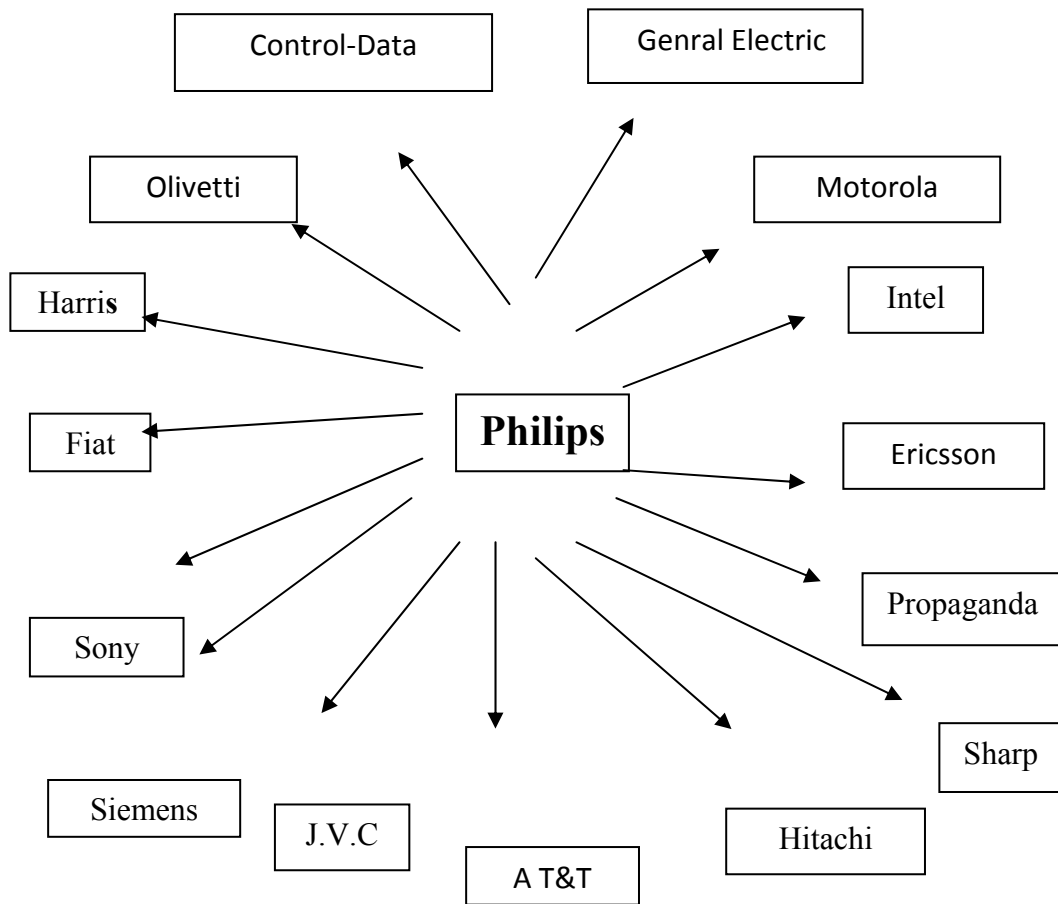 Control-Data
Genral Electric
Olivetti
Motorola
Harris
Intel
Philips
Fiat
Ericsson
Propaganda
Sony
Sharp
Siemens
J.V.C
Hitachi
A T&T